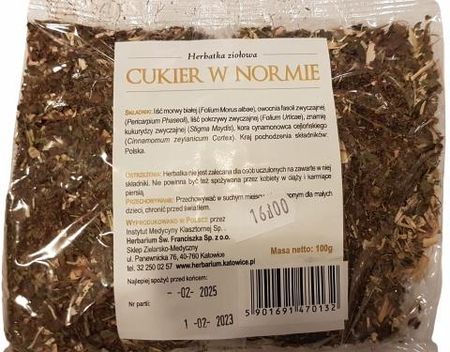 Herbatka ziołowa
CUKIER W NORMIE
SKŁADNIKI: liść morwy białej (Folium Morus albae), owocnia fasoli zwyczajnej
(Pericarpium Phaseoli), liść pokrzywy zwyczajnej (Folium Urticae), znamię
kukurydzy zwyczajnej (Stigma Maydis), kora cynamonowca cejlońskiego
(Cinnamomum zeylanicum Cortex). Kraj pochodzenia składników:
Polska.
OSTRZEŻENIA: Herbatka nie jest zalecana dla osób uczulonych na zawarte w niej
składniki. Nie powinna być też spożywana przez kobiety w ciąży i karmiące
piersią.
PRZECHOWYWANIE: Przechowywać w suchym miejscu, dla małych
dzieci, chronić przed światłem.
WYPRODUKOWANO W POLSCE przez
Instytut Medycyny Klasztornej Sp.
Herbarium Św. Franciszka Sp. z o.o.
Sklep Zielarsko-Medyczny
ul. Panewnicka 76, 40-760 Katowice
tel. 32 250 02 57 www.herbarium.katowice.pl
Masa netto: 100g
Najlepiej spożyć przed końcem:
- -02- 2025
Nr partii:
1 -02- 2023
5 901691 470132